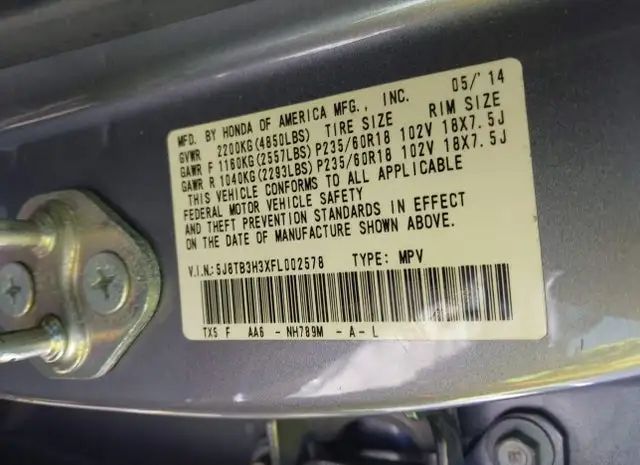 MFD. BY HONDA OF AMERICA MFG., INC. 05/'14
GVWR 2200KG(4850LBS) TIRE SIZE RIM SIZE
GAWR F 1160KG(2557LBS)P235/60R18 102V 18X7.5J
GAWR R 1040KG(2293LBS)P235/60R18 102V 18X7.5J
THIS VEHICLE CONFORMS TO ALL APPLICABLE
FEDERAL MOTOR VEHICLE SAFETY
AND THEFT PREVENTION STANDARDS IN EFFECT
ON THE DATE OF MANUFACTURE SHOWN ABOVE.
V.I.N:5J8TB3H3XFL002578 TYPE: MPV
TX5 F AA6 - NH789M - A - L